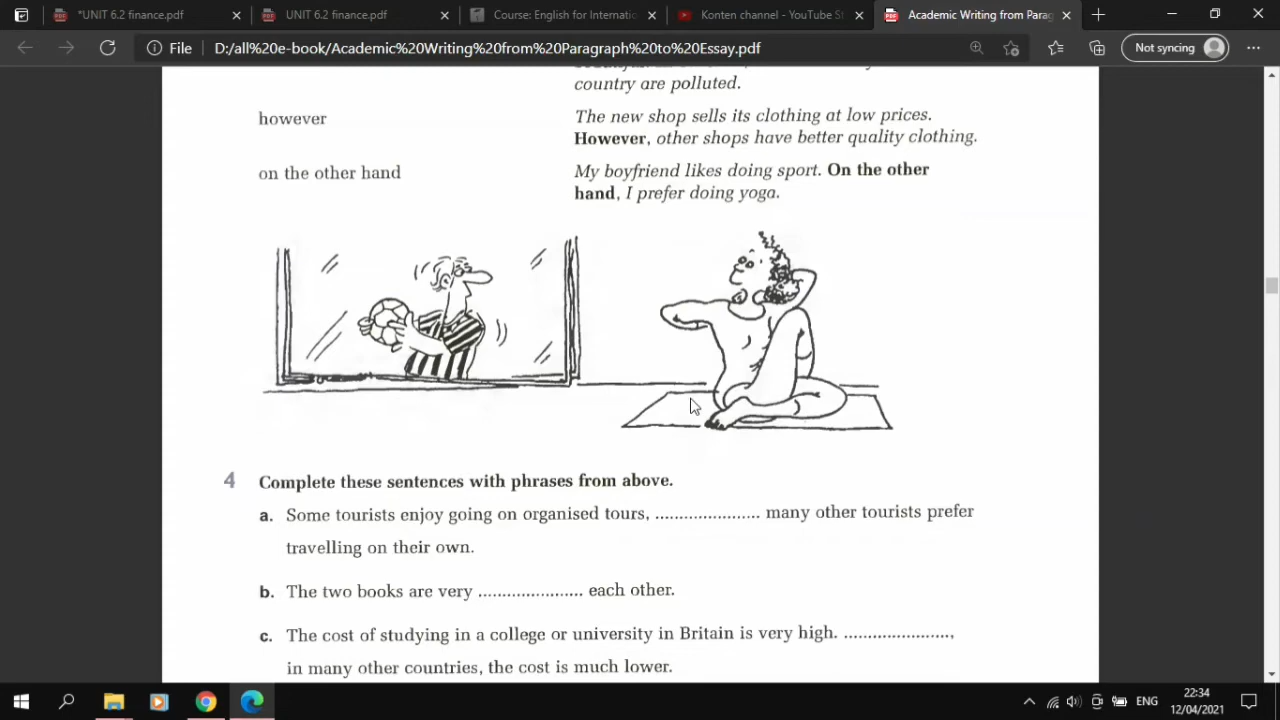 *UNIT 6.2 finance.pdf
UNIT 6.2 finance.pdf
Course: English for Internatio
Konten channel - YouTube S
Academic Writing from Parag
File
D:/all%20e-book/Academic%20Writing%20from%20Paragraph%20to%20Essay.pdf
Not syncing
country are polluted.
however
The new shop sells its clothing at low prices.
However, other shops have better quality clothing.
on the other hand
My boyfriend likes doing sport. On the other
hand, I prefer doing yoga.
4 Complete these sentences with phrases from above.
a. Some tourists enjoy going on organised tours, ...................... many other tourists prefer
travelling on their own.
b. The two books are very ...................... each other.
c. The cost of studying in a college or university in Britain is very high. ......................,
in many other countries, the cost is much lower.
ENG
22:34
12/04/2021